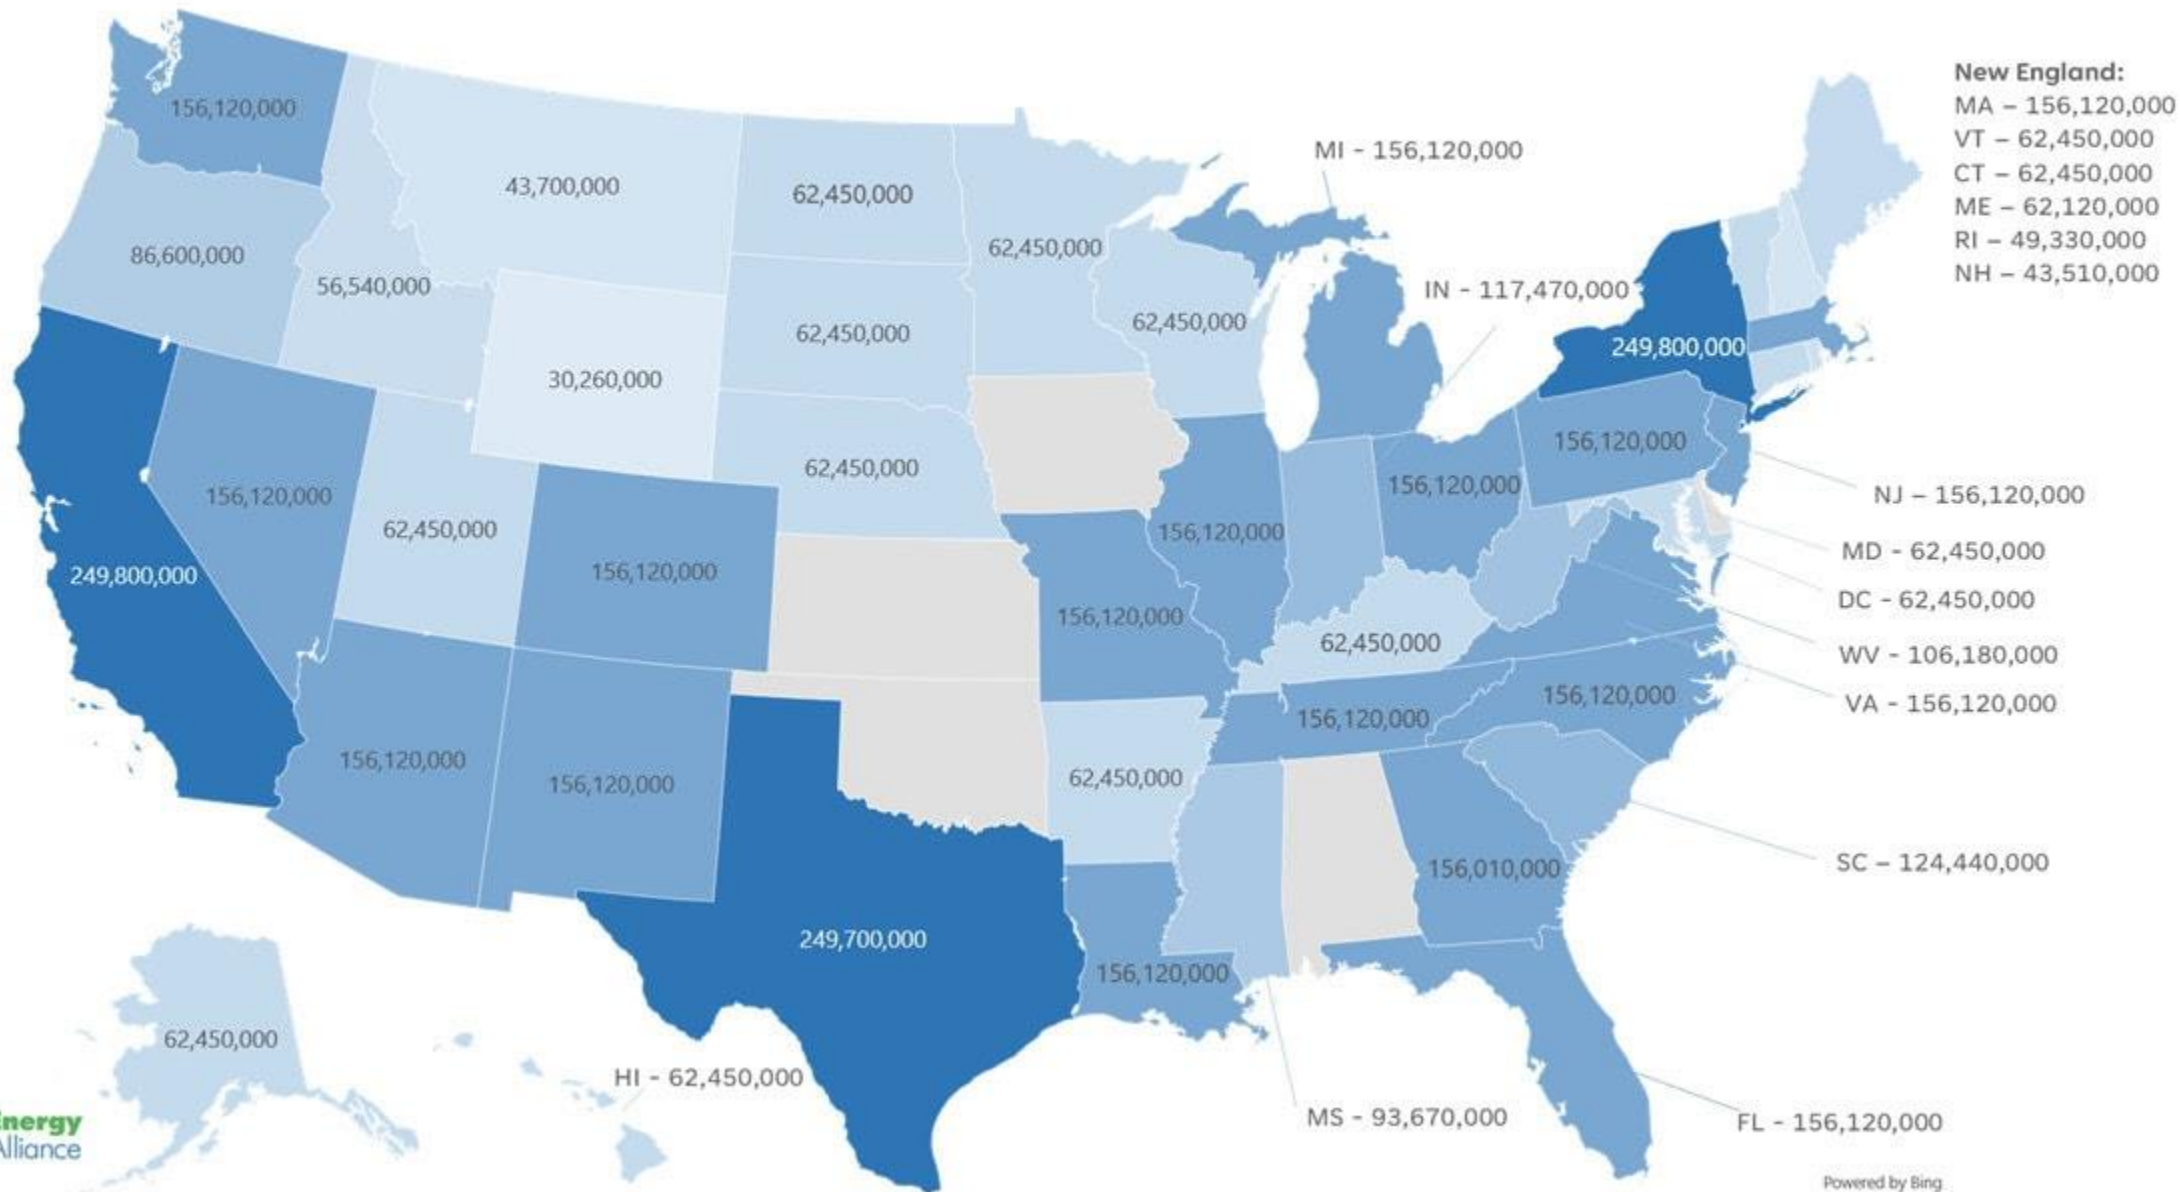 New England:
MA – 156,120,000
VT – 62,450,000
CT – 62,450,000
ME – 62,120,000
RI – 49,330,000
NH – 43,510,000
156,120,000
MI - 156,120,000
43,700,000
62,450,000
62,450,000
86,600,000
56,540,000
IN - 117,470,000
62,450,000
62,450,000
249,800,000
30,260,000
156,120,000
62,450,000
156,120,000
156,120,000
NJ – 156,120,000
62,450,000
156,120,000
MD - 62,450,000
249,800,000
156,120,000
DC - 62,450,000
156,120,000
62,450,000
WV - 106,180,000
156,120,000
VA - 156,120,000
156,120,000
156,120,000
156,120,000
62,450,000
SC – 124,440,000
156,010,000
249,700,000
156,120,000
62,450,000
HI - 62,450,000
MS - 93,670,000
FL - 156,120,000
Energy
Alliance
Powered by Bing